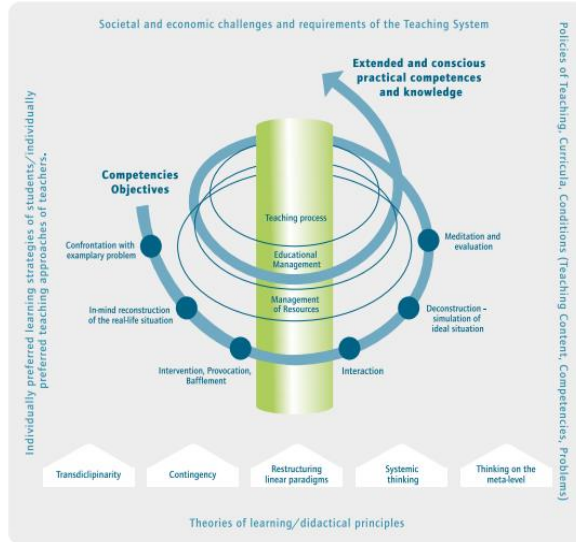 Societal and economic challenges and requirements of the Teaching System
Extended and conscious
practical competences
and knowledge
Competencies
Objectives
Teaching process
Confrontation with
examplary problem
Meditation and
evaluation
Educational
Management
Management
of Resources
In-mind reconstruction
of the real-life situation
Deconstruction –
simulation of
ideal situation
Intervention, Provocation,
Bafflement
Interaction
Individually preferred learning strategies of students/individually
preferred teaching approaches of teachers.
Policies of Teaching, Curricula, Conditions (Teaching Content, Competencies, Problems)
Transdiciplinarity
Contingency
Restructuring
linear paradigms
Systemic
thinking
Thinking on the
meta-level
Theories of learning/didactical principles